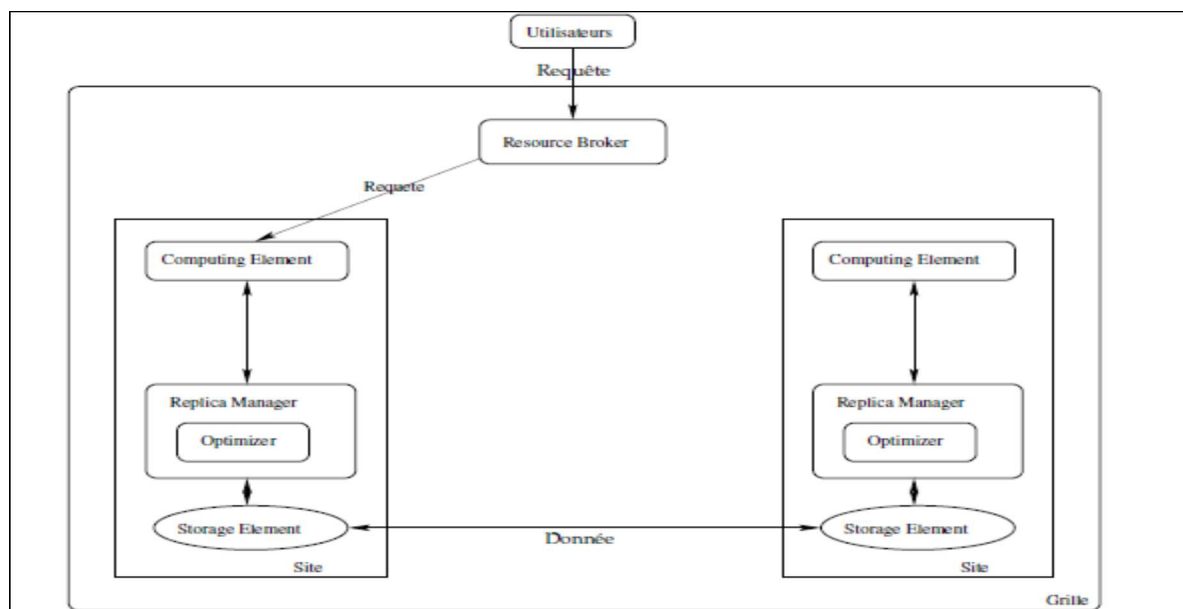 Utilisateurs
Requête
Resource Broker
Requete
Computing Element
Computing Element
Replica Manager
Replica Manager
Optimizer
Optimizer
Storage Element
Storage Element
Donnée
Site
Site
Grille